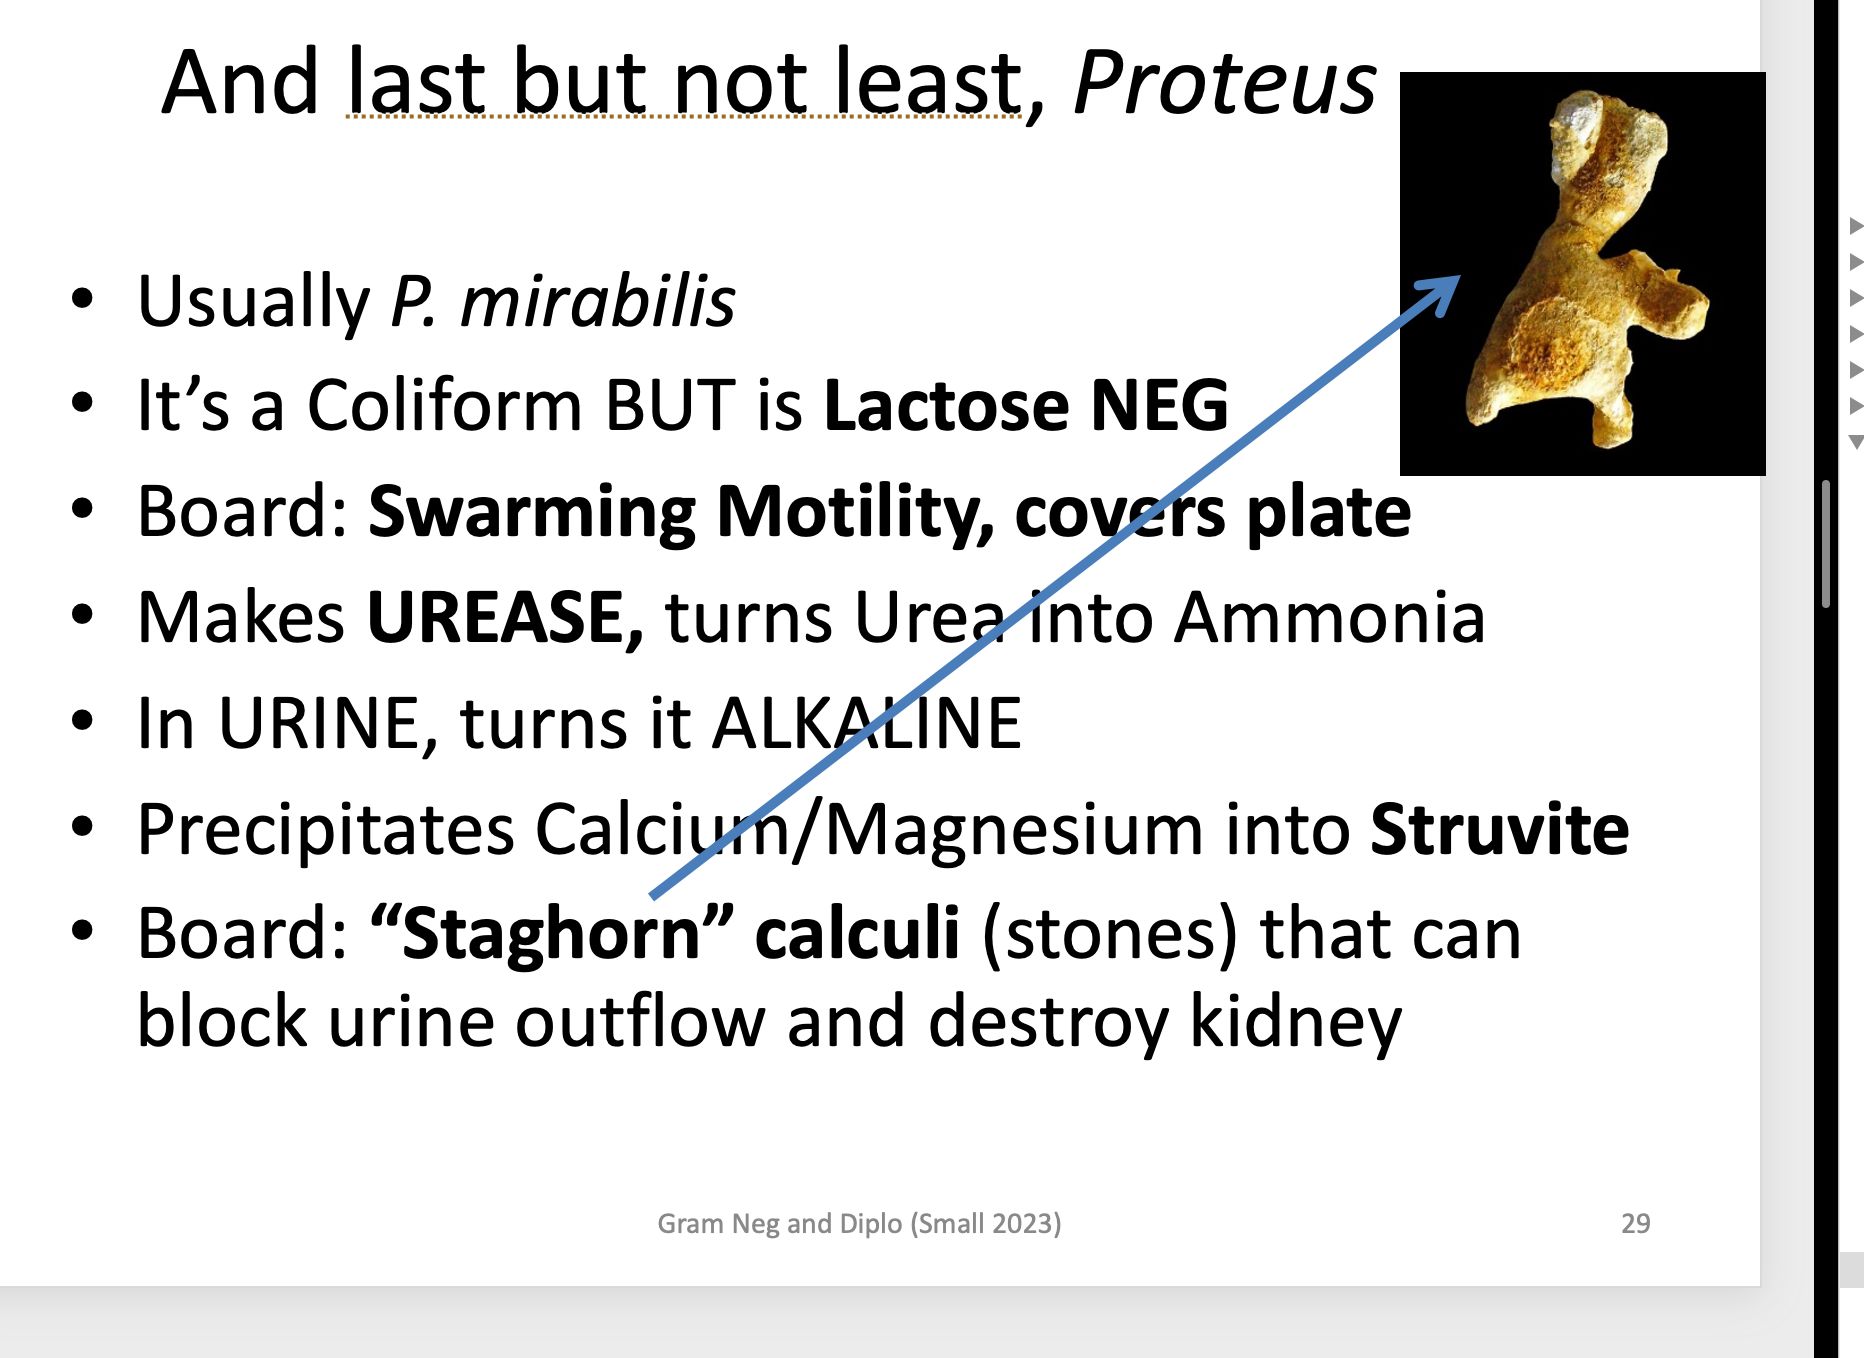 And last but not least, Proteus
• Usually P. mirabilis
• It’s a Coliform BUT is Lactose NEG
• Board: Swarming Motility, covers plate
• Makes UREASE, turns Urea into Ammonia
• In URINE, turns it ALKALINE
• Precipitates Calcium/Magnesium into Struvite
• Board: “Staghorn” calculi (stones) that can
block urine outflow and destroy kidney
Gram Neg and Diplo (Small 2023)
29